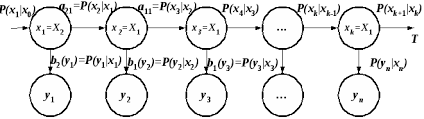 P(x₁|x₀) a₂₁=P(x₂|x₁) a₁₁=P(x₃|x₂) P(x₄|x₃) P(xₖ|xₖ₋₁) P(xₖ₊₁|xₖ)
x₁=X₂ x₂=X₁ x₃=X₁ ... xₖ=X₁
T
b₂(y₁)=P(y₁|x₁) b₁(y₂)=P(y₂|x₂) b₁(y₃)=P(y₃|x₃) P(yₙ|xₙ)
y₁ y₂ y₃ ... yₙ